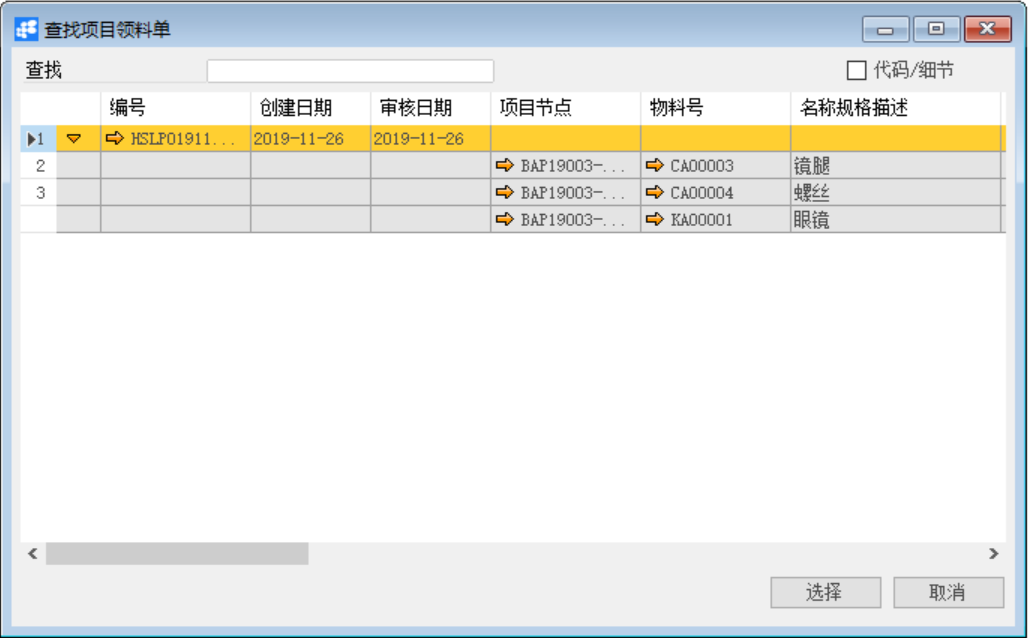 查找项目领料单
查找 代码/细节
编号 创建日期 审核日期 项目节点 物料号 名称规格描述
1 HSLP01911... 2019-11-26 2019-11-26
2 BAP19003-... CA00003 镜腿
3 BAP19003-... CA00004 螺丝
BAP19003-... KA00001 眼镜
选择 取消